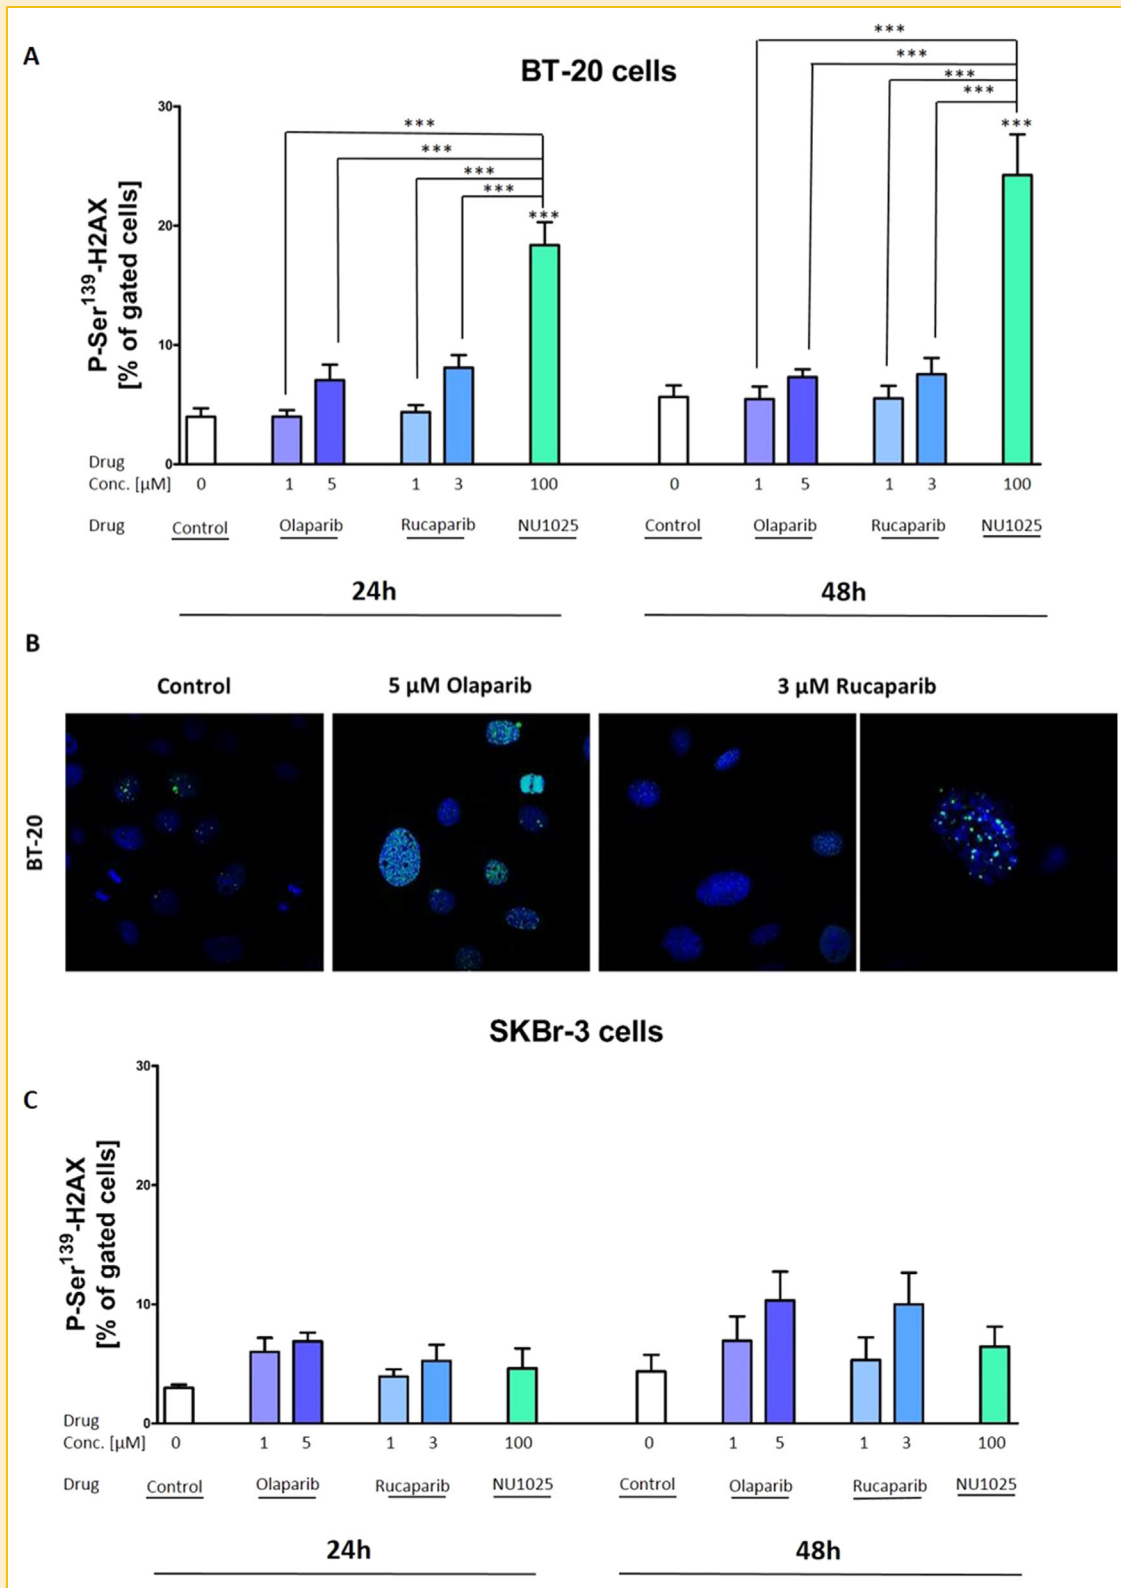 A
BT-20 cells
***
***
***
***
***
***
***
***
***
***
30
20
10
0
P-Ser139-H2AX
[% of gated cells]
Drug
Conc. [µM] 0 1 5 1 3 100 0 1 5 1 3 100
Drug Control Olaparib Rucaparib NU1025 Control Olaparib Rucaparib NU1025
24h 48h
B
Control 5 µM Olaparib 3 µM Rucaparib
BT-20
SKBr-3 cells
C
30
20
10
0
P-Ser139-H2AX
[% of gated cells]
Drug
Conc. [µM] 0 1 5 1 3 100 0 1 5 1 3 100
Drug Control Olaparib Rucaparib NU1025 Control Olaparib Rucaparib NU1025
24h 48h